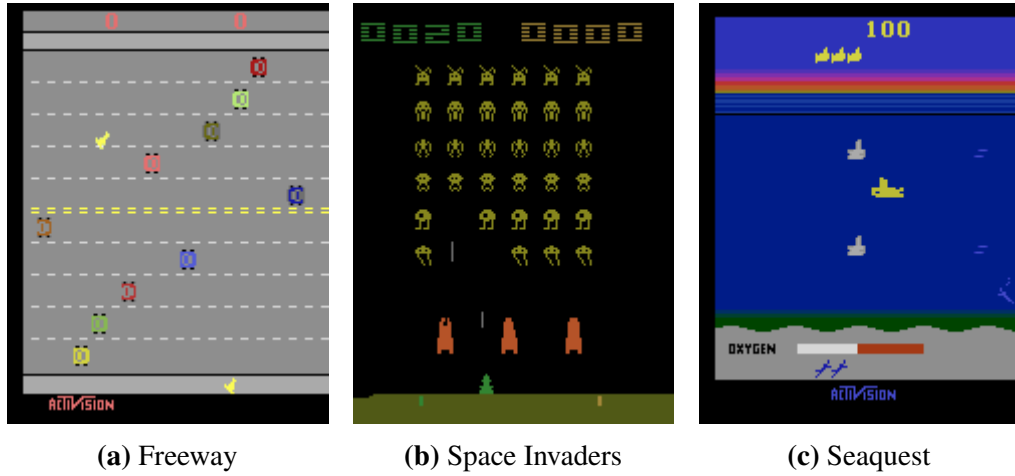 0 0
ACTIVISION
(a) Freeway
0020 0000
(b) Space Invaders
100
OXYGEN
ACTIVISION
(c) Seaquest